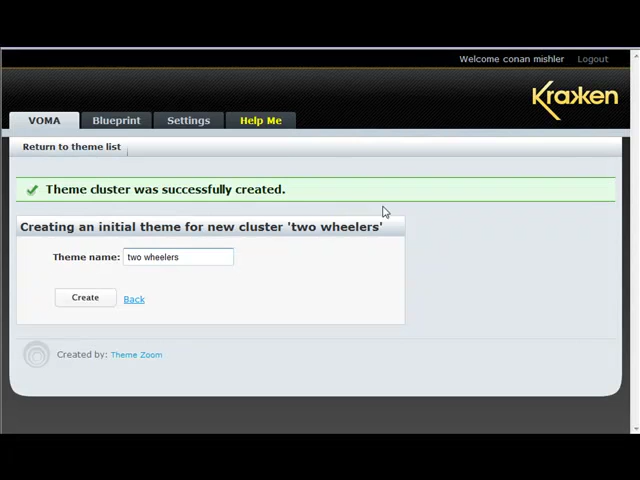 Welcome conan mishler Logout
Krakken
VOMA Blueprint Settings Help Me
Return to theme list
Theme cluster was successfully created.
Creating an initial theme for new cluster 'two wheelers'
Theme name: two wheelers
Create Back
Created by: Theme Zoom